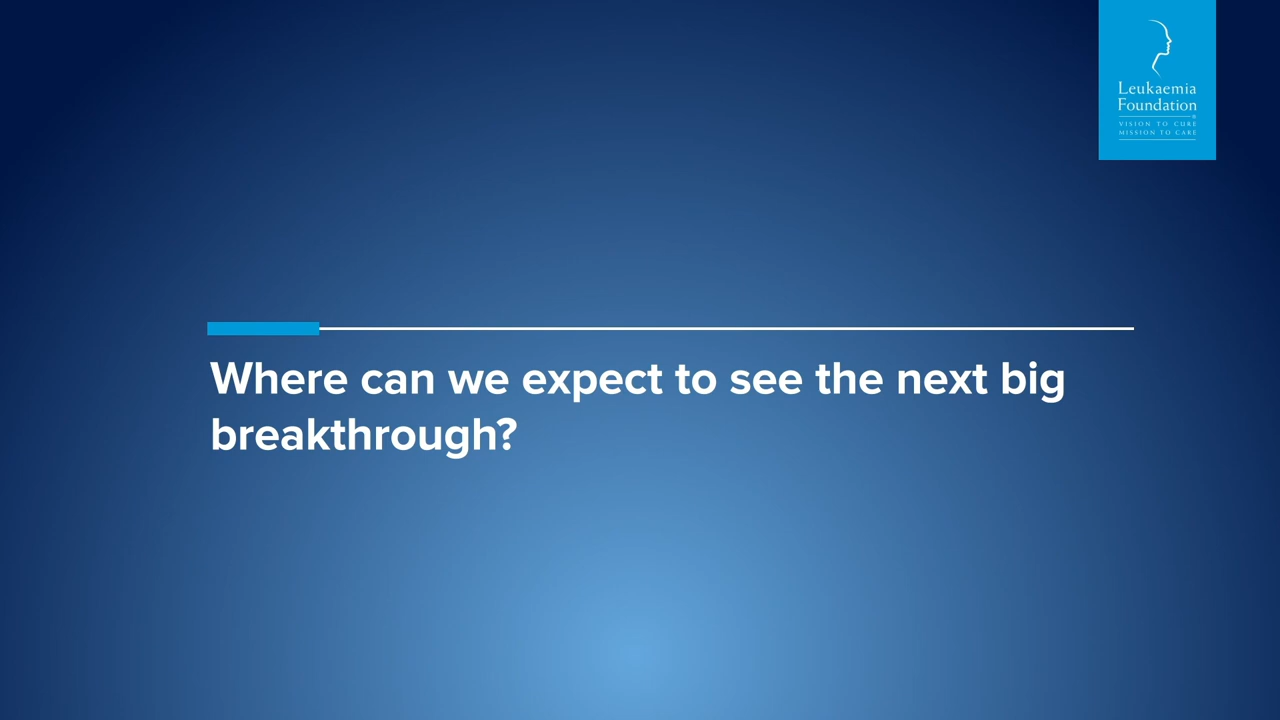 Leukaemia
Foundation
®
VISION TO CURE
MISSION TO CARE
Where can we expect to see the next big
breakthrough?